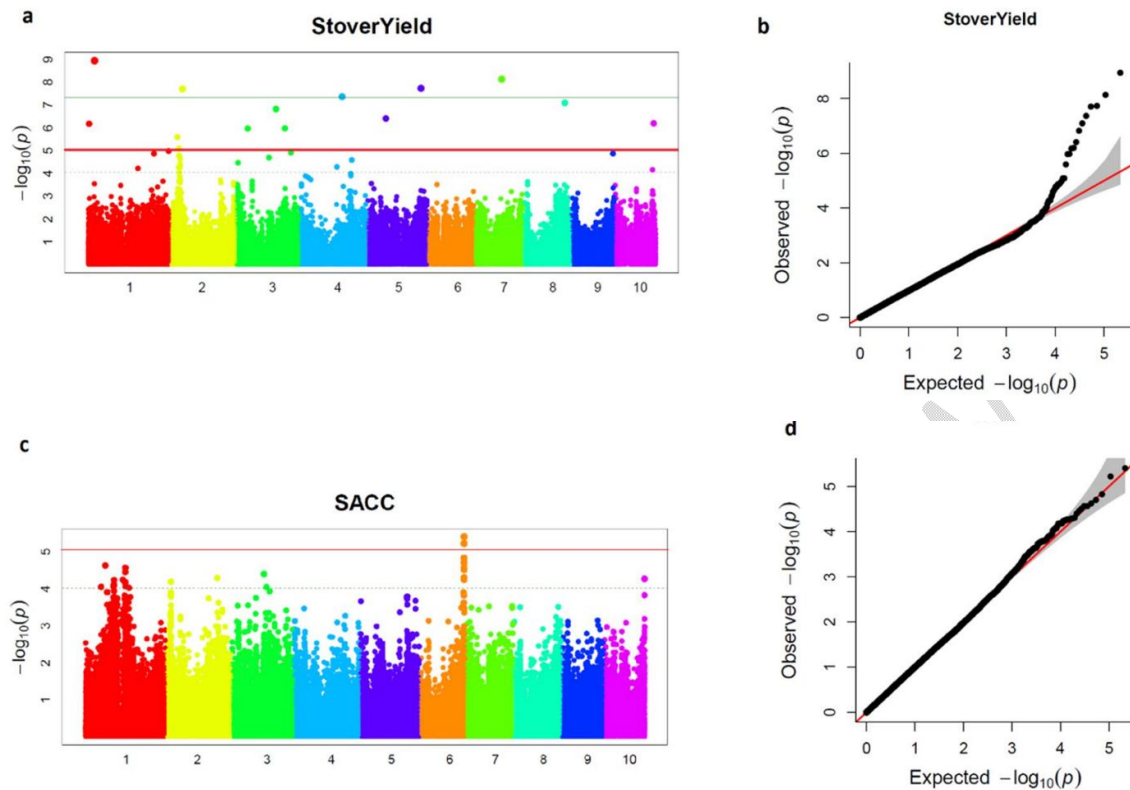 a
StoverYield
−log₁₀(p)
9
8
7
6
5
4
3
2
1
1 2 3 4 5 6 7 8 9 10
b
StoverYield
Observed −log₁₀(p)
8
6
4
2
0
0 1 2 3 4 5
Expected −log₁₀(p)
c
SACC
−log₁₀(p)
5
4
3
2
1
1 2 3 4 5 6 7 8 9 10
d
Observed −log₁₀(p)
5
4
3
2
1
0
0 1 2 3 4 5
Expected −log₁₀(p)